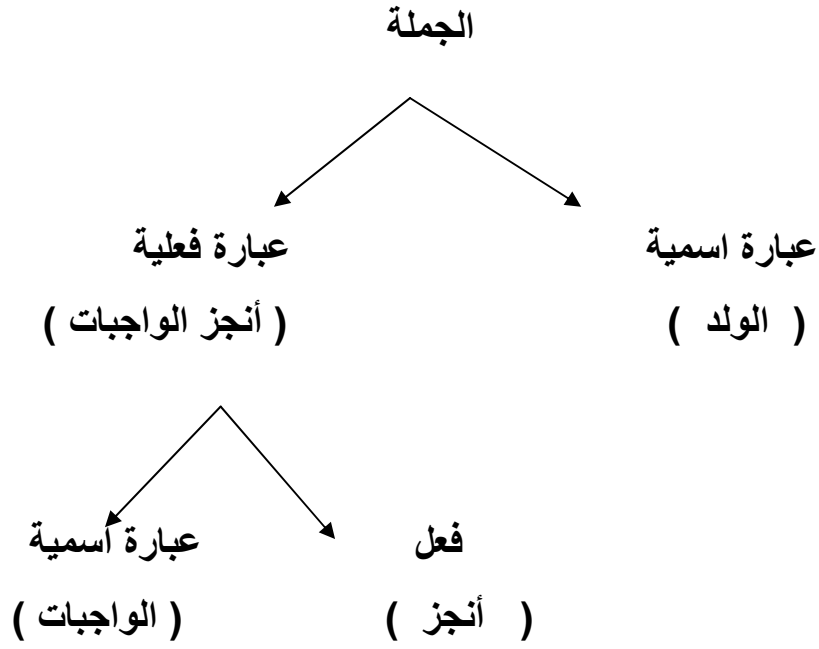 الجملة
عبارة اسمية عبارة فعلية
( الولد ) ( أنجز الواجبات )
فعل عبارة اسمية
( أنجز ) ( الواجبات )